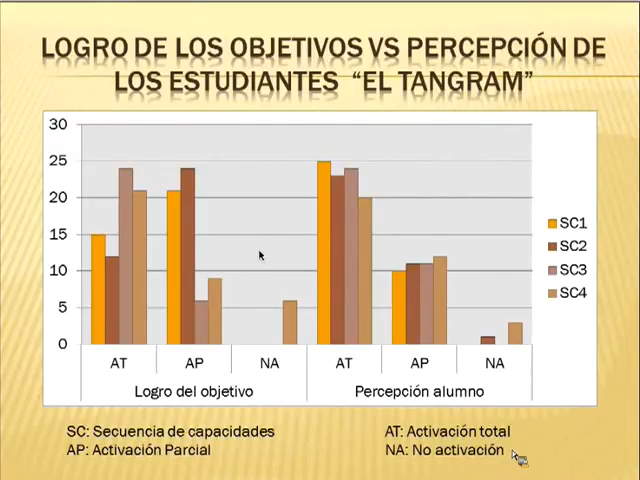 LOGRO DE LOS OBJETIVOS VS PERCEPCIÓN DE
LOS ESTUDIANTES “EL TANGRAM”
30
25
20
15
10
5
0
AT AP NA AT AP NA
Logro del objetivo Percepción alumno
SC1
SC2
SC3
SC4
SC: Secuencia de capacidades AT: Activación total
AP: Activación Parcial NA: No activación